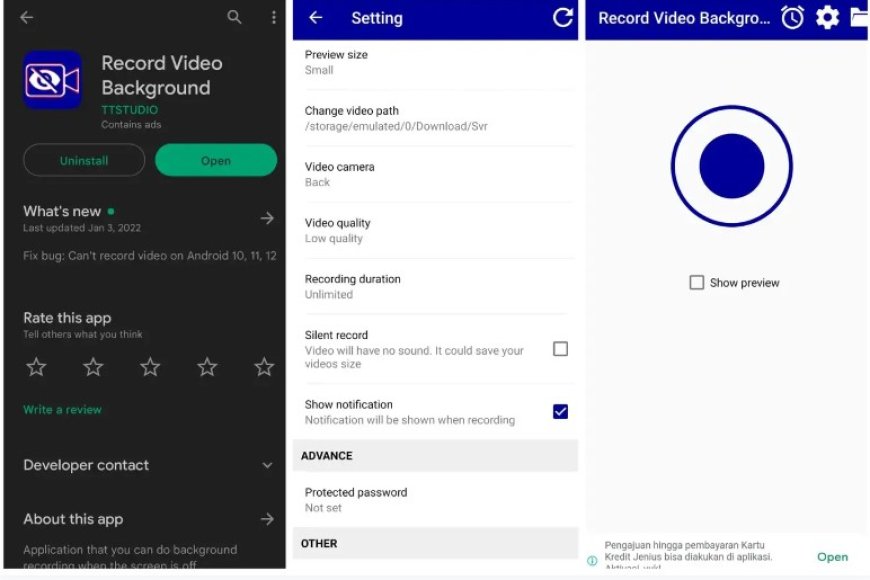 Record Video
Background
TTSTUDIO
Contains ads
Uninstall
Open
What's new
Last updated Jan 3, 2022
Fix bug: Can't record video on Android 10, 11, 12
Rate this app
Tell others what you think
Write a review
Developer contact
About this app
Application that you can do background
recording when the screen is off
Setting
Preview size
Small
Change video path
/storage/emulated/0/Download/Svr
Video camera
Back
Video quality
Low quality
Recording duration
Unlimited
Silent record
Video will have no sound. It could save your
videos size
Show notification
Notification will be shown when recording
ADVANCE
Protected password
Not set
OTHER
Record Video Backgro...
Show preview
Pengajuan hingga pembayaran Kartu
Kredit Jenius bisa diakukan di aplikasi.
Aktivasi, yuk!
Open